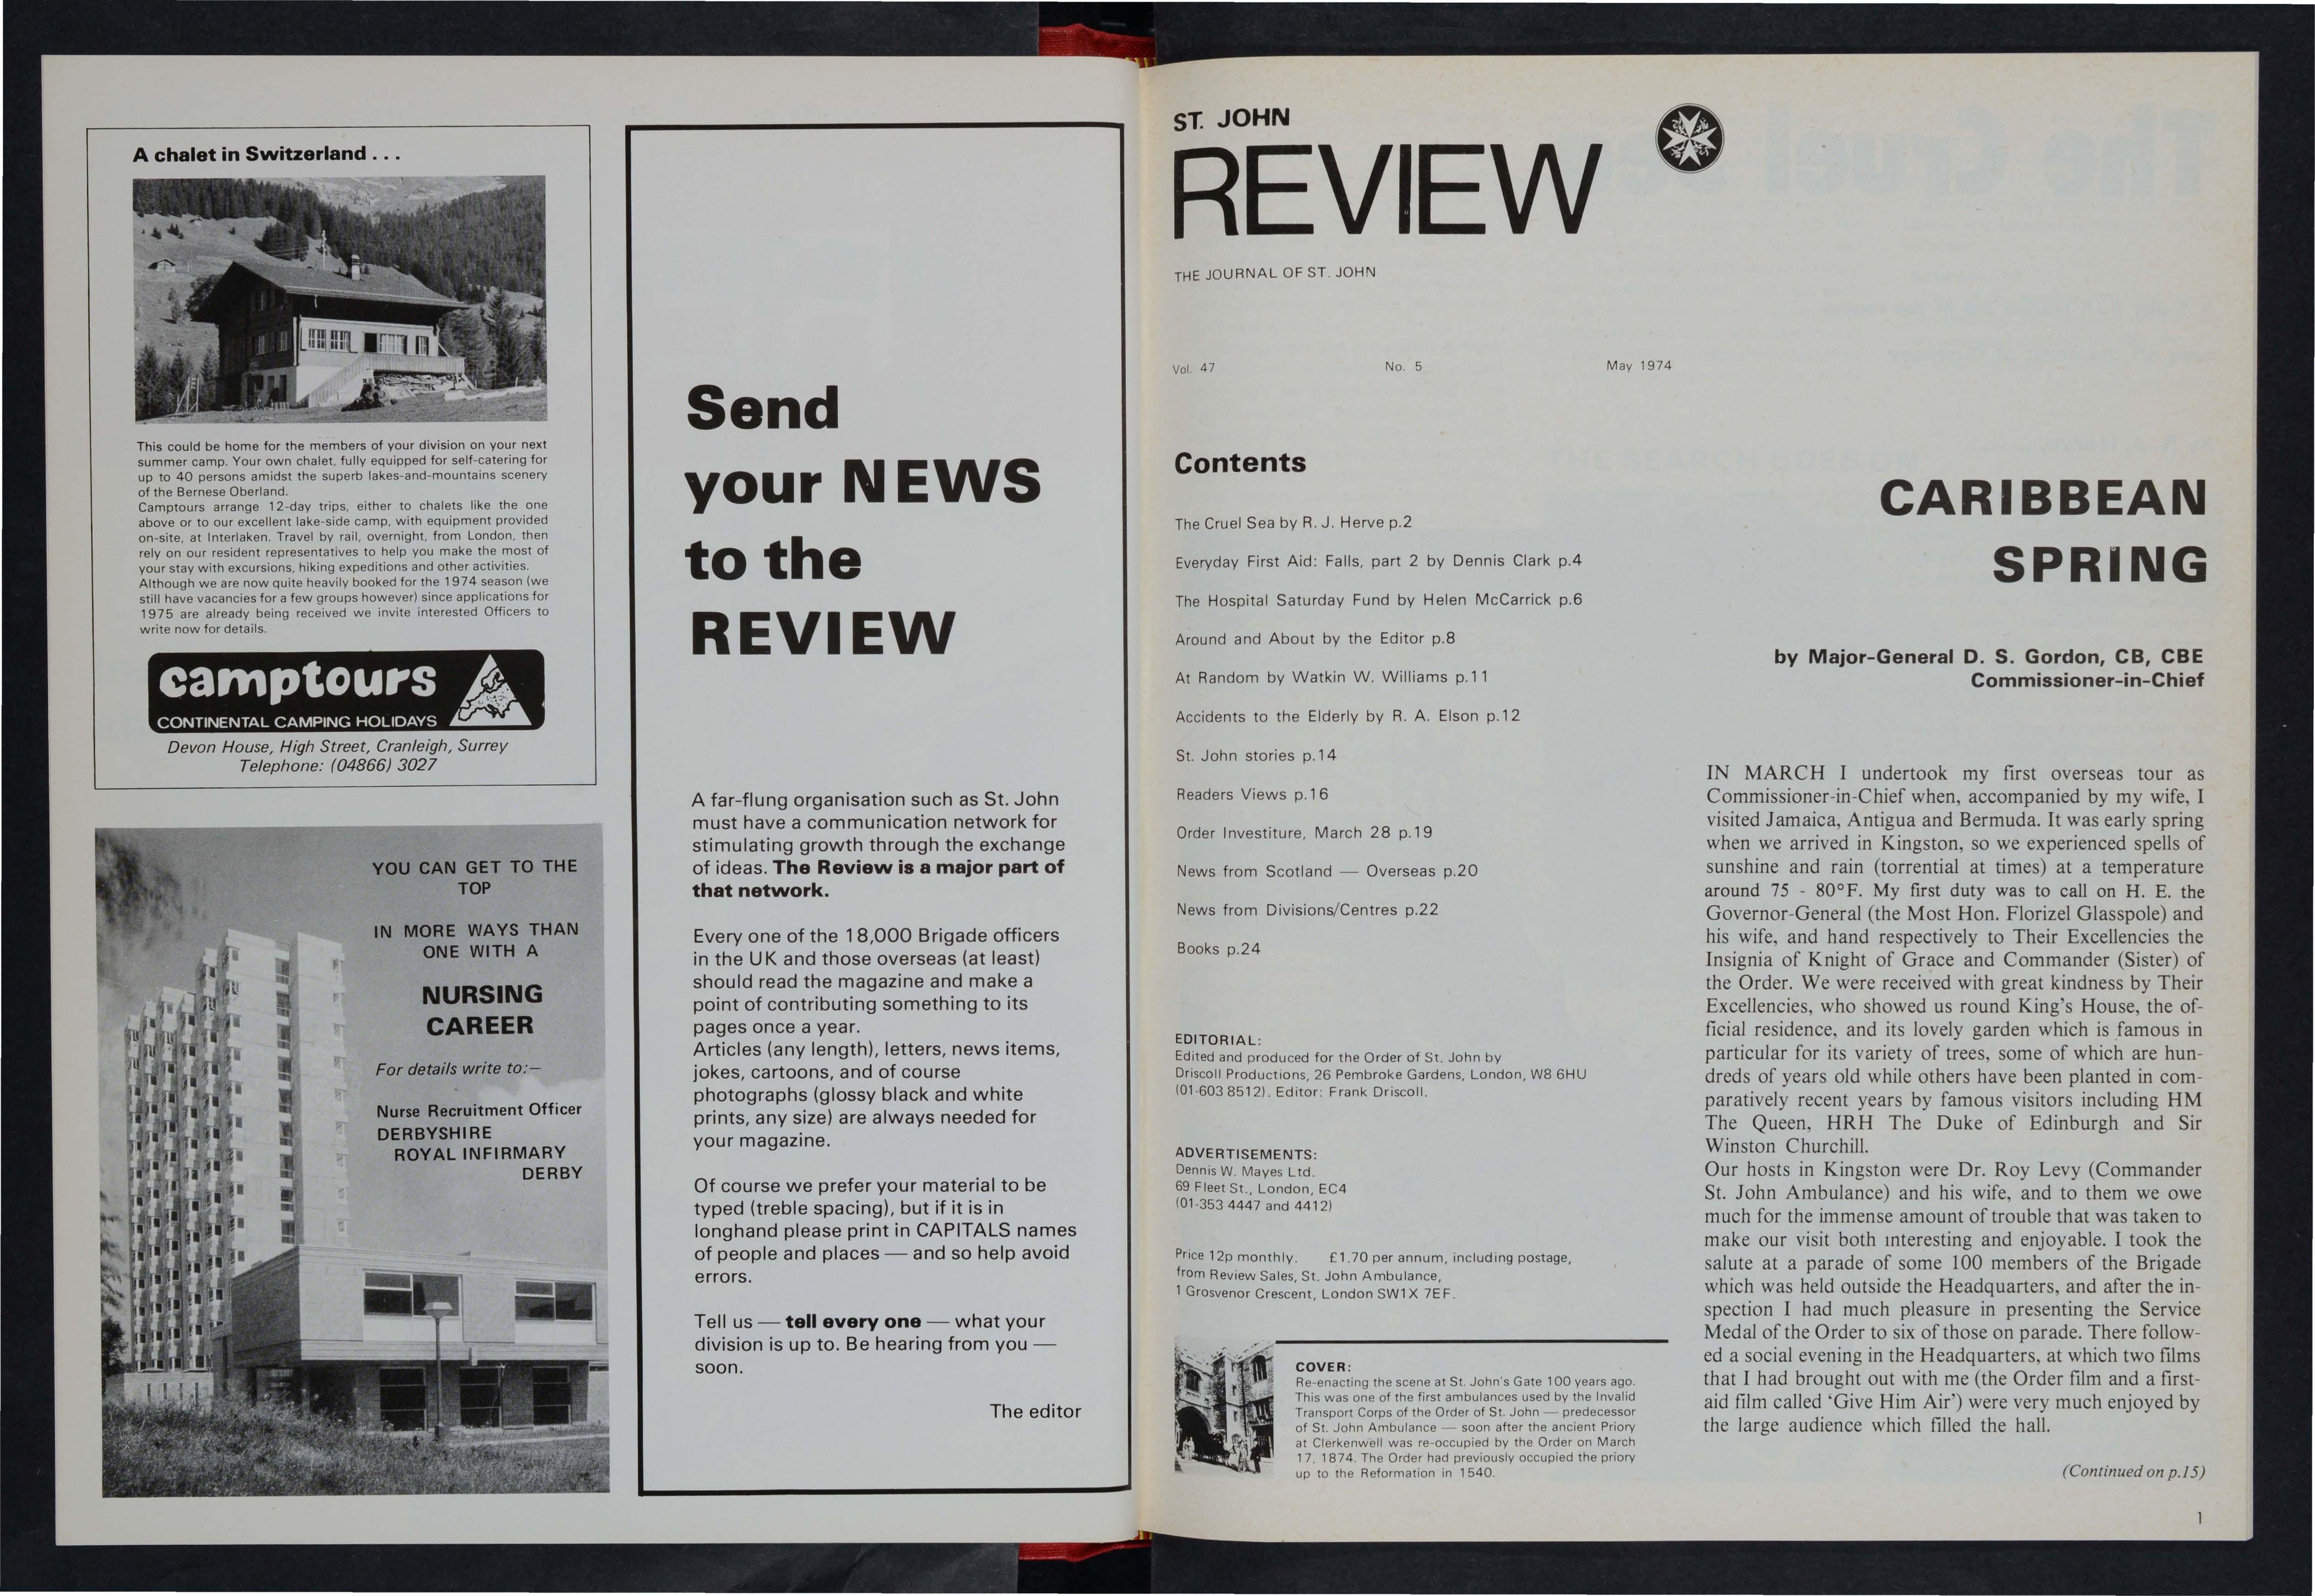 A chalet in Switzerland . . .
This could be home for the members of your division on your next
summer camp. Your own chalet, fully equipped for self-catering for
up to 40 persons amidst the superb lakes-and-mountains scenery
of the Bernese Oberland.
Camptours arrange 12-day trips, either to chalets like the one
above or to our excellent lake-side camp, with equipment provided
on-site, at Interlaken. Travel by rail, overnight, from London, then
rely on our resident representatives to help you make the most of
your stay with excursions, hiking expeditions and other activities.
Although we are now quite heavily booked for the 1974 season (we
still have vacancies for a few groups however) since applications for
1975 are already being received we invite interested Officers to
write now for details.
camptours
CONTINENTAL CAMPING HOLIDAYS
Devon House, High Street, Cranleigh, Surrey
Telephone: (04866) 3027
YOU CAN GET TO THE
TOP
IN MORE WAYS THAN
ONE WITH A
NURSING
CAREER
For details write to:—
Nurse Recruitment Officer
DERBYSHIRE
ROYAL INFIRMARY
DERBY
Send
your NEWS
to the
REVIEW
A far-flung organisation such as St. John
must have a communication network for
stimulating growth through the exchange
of ideas. The Review is a major part of
that network.
Every one of the 18,000 Brigade officers
in the UK and those overseas (at least)
should read the magazine and make a
point of contributing something to its
pages once a year.
Articles (any length), letters, news items,
jokes, cartoons, and of course
photographs (glossy black and white
prints, any size) are always needed for
your magazine.
Of course we prefer your material to be
typed (treble spacing), but if it is in
longhand please print in CAPITALS names
of people and places — and so help avoid
errors.
Tell us — tell every one — what your
division is up to. Be hearing from you —
soon.
The editor
ST. JOHN
REVIEW
THE JOURNAL OF ST. JOHN
Vol. 47 No. 5 May 1974
Contents
The Cruel Sea by R. J. Herve p.2
Everyday First Aid: Falls, part 2 by Dennis Clark p.4
The Hospital Saturday Fund by Helen McCarrick p.6
Around and About by the Editor p.8
At Random by Watkin W. Williams p.11
Accidents to the Elderly by R. A. Elson p.12
St. John stories p.14
Readers Views p.16
Order Investiture, March 28 p.19
News from Scotland — Overseas p.20
News from Divisions/Centres p.22
Books p.24
EDITORIAL:
Edited and produced for the Order of St. John by
Driscoll Productions, 26 Pembroke Gardens, London, W8 6HU
(01-603 8512). Editor: Frank Driscoll.
ADVERTISEMENTS:
Dennis W. Mayes Ltd.
69 Fleet St., London, EC4
(01-353 4447 and 4412)
Price 12p monthly. £1.70 per annum, including postage,
from Review Sales, St. John Ambulance,
1 Grosvenor Crescent, London SW1X 7EF.
COVER:
Re-enacting the scene at St. John's Gate 100 years ago.
This was one of the first ambulances used by the Invalid
Transport Corps of the Order of St. John — predecessor
of St. John Ambulance — soon after the ancient Priory
at Clerkenwell was re-occupied by the Order on March
17, 1874. The Order had previously occupied the priory
up to the Reformation in 1540.
CARIBBEAN
SPRING
by Major-General D. S. Gordon, CB, CBE
Commissioner-in-Chief
IN MARCH I undertook my first overseas tour as
Commissioner-in-Chief when, accompanied by my wife, I
visited Jamaica, Antigua and Bermuda. It was early spring
when we arrived in Kingston, so we experienced spells of
sunshine and rain (torrential at times) at a temperature
around 75 - 80°F. My first duty was to call on H. E. the
Governor-General (the Most Hon. Florizel Glasspole) and
his wife, and hand respectively to Their Excellencies the
Insignia of Knight of Grace and Commander (Sister) of
the Order. We were received with great kindness by Their
Excellencies, who showed us round King's House, the of-
ficial residence, and its lovely garden which is famous in
particular for its variety of trees, some of which are hun-
dreds of years old while others have been planted in com-
paratively recent years by famous visitors including HM
The Queen, HRH The Duke of Edinburgh and Sir
Winston Churchill.
Our hosts in Kingston were Dr. Roy Levy (Commander
St. John Ambulance) and his wife, and to them we owe
much for the immense amount of trouble that was taken to
make our visit both interesting and enjoyable. I took the
salute at a parade of some 100 members of the Brigade
which was held outside the Headquarters, and after the in-
spection I had much pleasure in presenting the Service
Medal of the Order to six of those on parade. There follow-
ed a social evening in the Headquarters, at which two films
that I had brought out with me (the Order film and a first-
aid film called ‘Give Him Air’) were very much enjoyed by
the large audience which filled the hall.
(Continued on p.15)
1